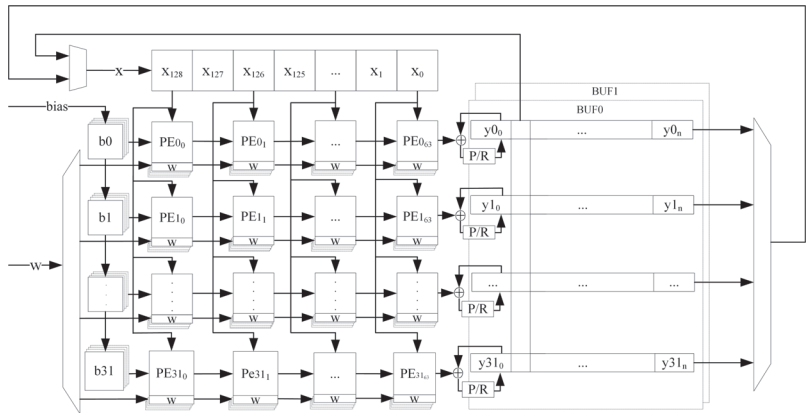 BUF1
BUF0
X X₁₂₈ X₁₂₇ X₁₂₆ X₁₂₅ ... X₁ X₀
bias
b0 PE0₀ PE0₁ ... PE0₆₃ y0₀ ... y0ₙ
P/R
W W W W
b1 PE1₀ PE1₁ ... PE1₆₃ y1₀ ... y1ₙ
P/R
W W W W
W
... ... ...
P/R
W W W W
b31 PE31₀ Pe31₁ ... PE31₆₃ y31₀ ... y31ₙ
P/R
W W W W